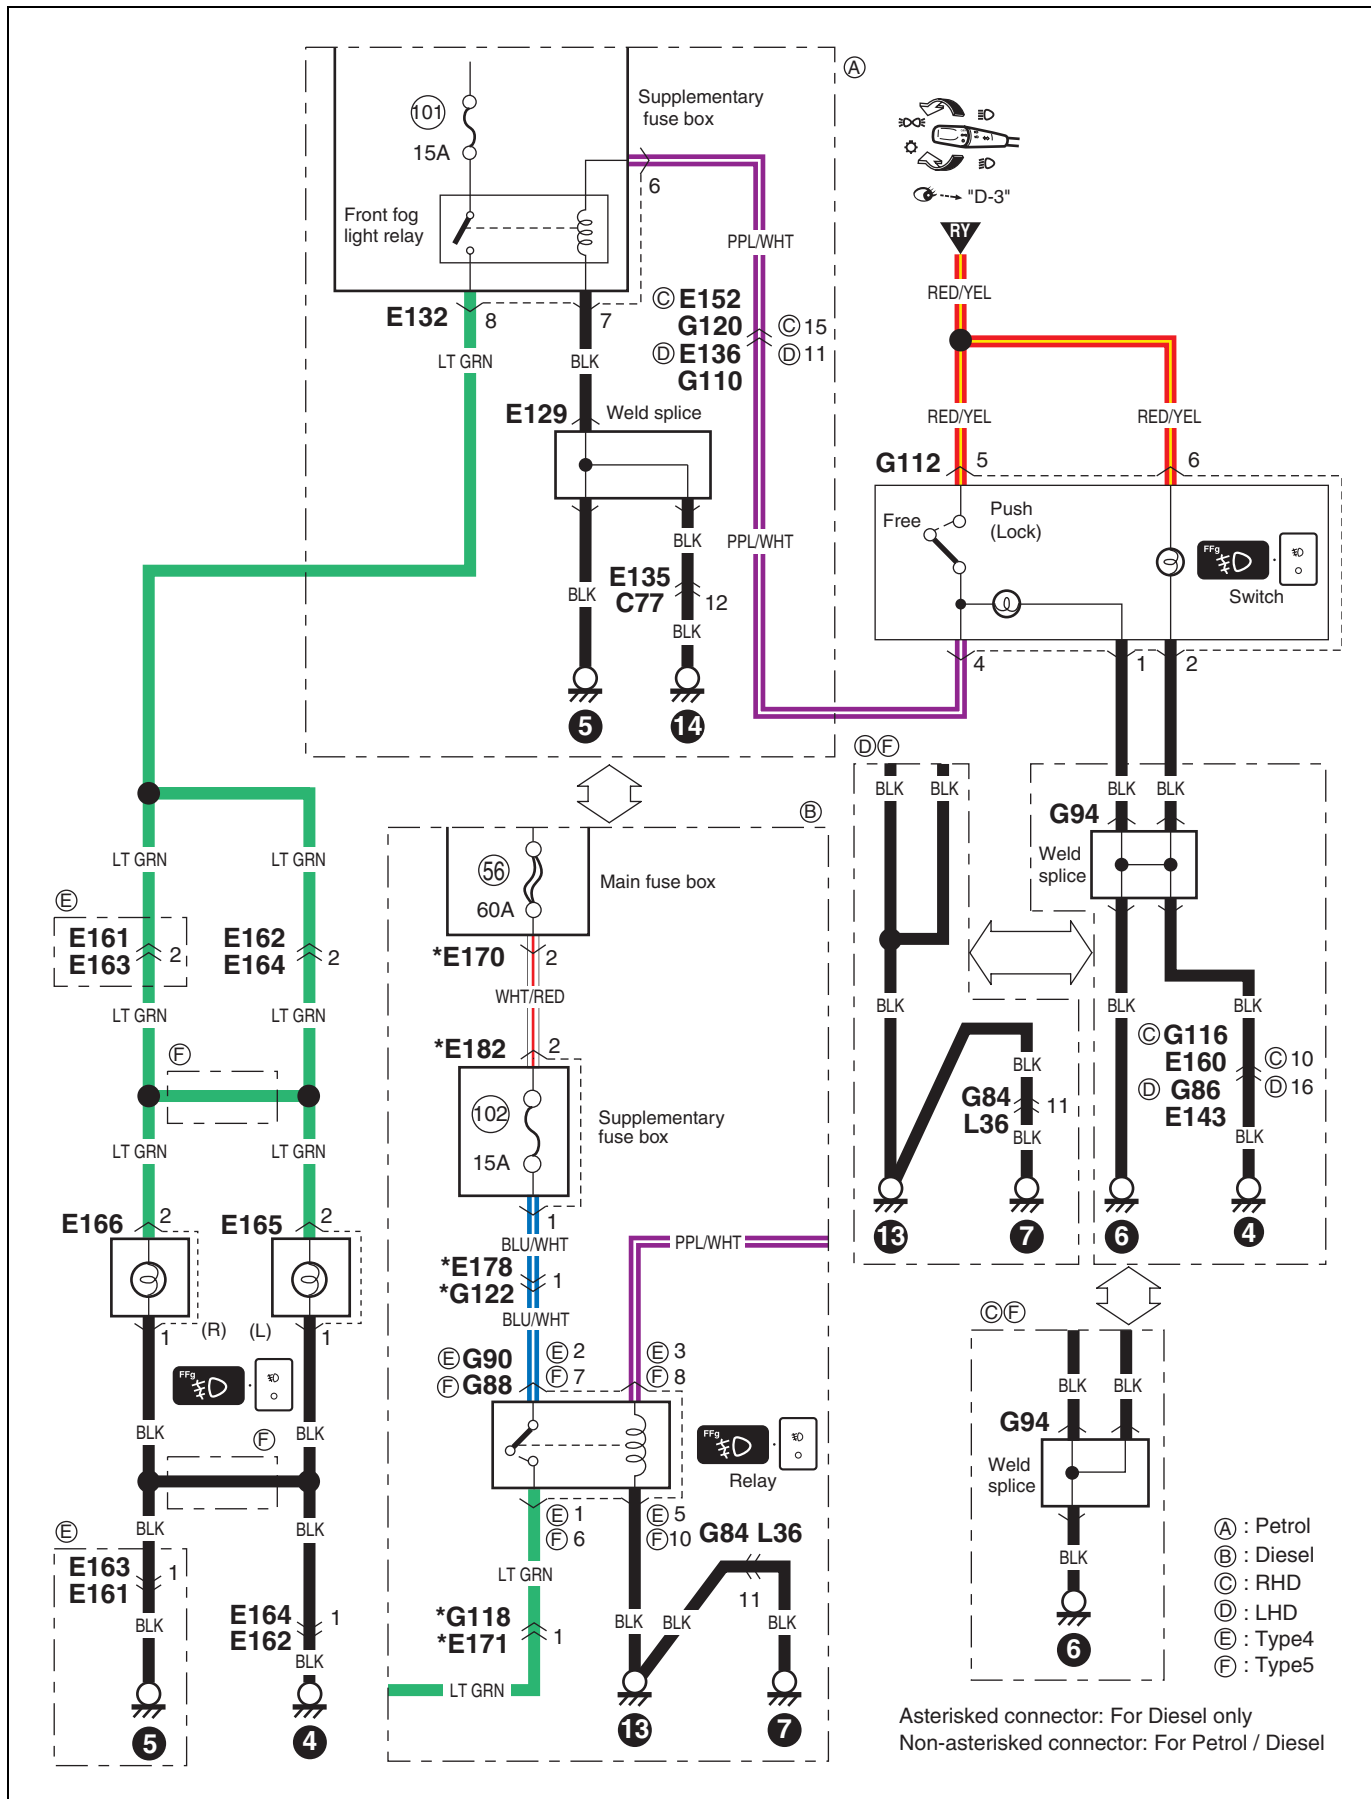 Ⓐ
101
15A
Supplementary
fuse box
6
Front fog
light relay
"D-3"
RY
PPL/WHT
RED/YEL
E132
8
7
Ⓒ E152
G120
Ⓒ 15
Ⓓ E136
Ⓓ 11
G110
LT GRN
BLK
E129
Weld splice
RED/YEL
RED/YEL
G112
5
6
Free
Push
(Lock)
FFg
Switch
PPL/WHT
BLK
E135
C77
12
BLK
BLK
4
1
2
5
14
Ⓓ Ⓕ
BLK
BLK
BLK
BLK
G94
Weld
splice
Ⓑ
56
60A
Main fuse box
LT GRN
LT GRN
Ⓔ
E161
E163
2
E162
E164
2
*E170
2
WHT/RED
LT GRN
LT GRN
BLK
BLK
BLK
Ⓒ G116
E160
Ⓒ 10
Ⓓ G86
Ⓓ 16
E143
*E182
2
Ⓕ
102
15A
Supplementary
fuse box
BLK
G84
L36
11
BLK
BLK
LT GRN
LT GRN
E166
2
E165
2
1
BLU/WHT
PPL/WHT
13
7
6
4
*E178
*G122
1
BLU/WHT
1
(R)
(L)
1
Ⓒ Ⓕ
Ⓔ G90
Ⓕ G88
Ⓔ 2
Ⓕ 7
Ⓔ 3
Ⓕ 8
FFg
BLK
BLK
BLK
BLK
G94
Weld
splice
Ⓕ
FFg
Relay
Ⓔ 1
Ⓕ 6
Ⓔ 5
Ⓕ 10
G84 L36
11
Ⓔ
BLK
BLK
E163
E161
1
LT GRN
BLK
*G118
*E171
1
BLK
BLK
BLK
BLK
E164
E162
1
BLK
LT GRN
5
4
13
7
6
Ⓐ : Petrol
Ⓑ : Diesel
Ⓒ : RHD
Ⓓ : LHD
Ⓔ : Type4
Ⓕ : Type5
Asterisked connector: For Diesel only
Non-asterisked connector: For Petrol / Diesel